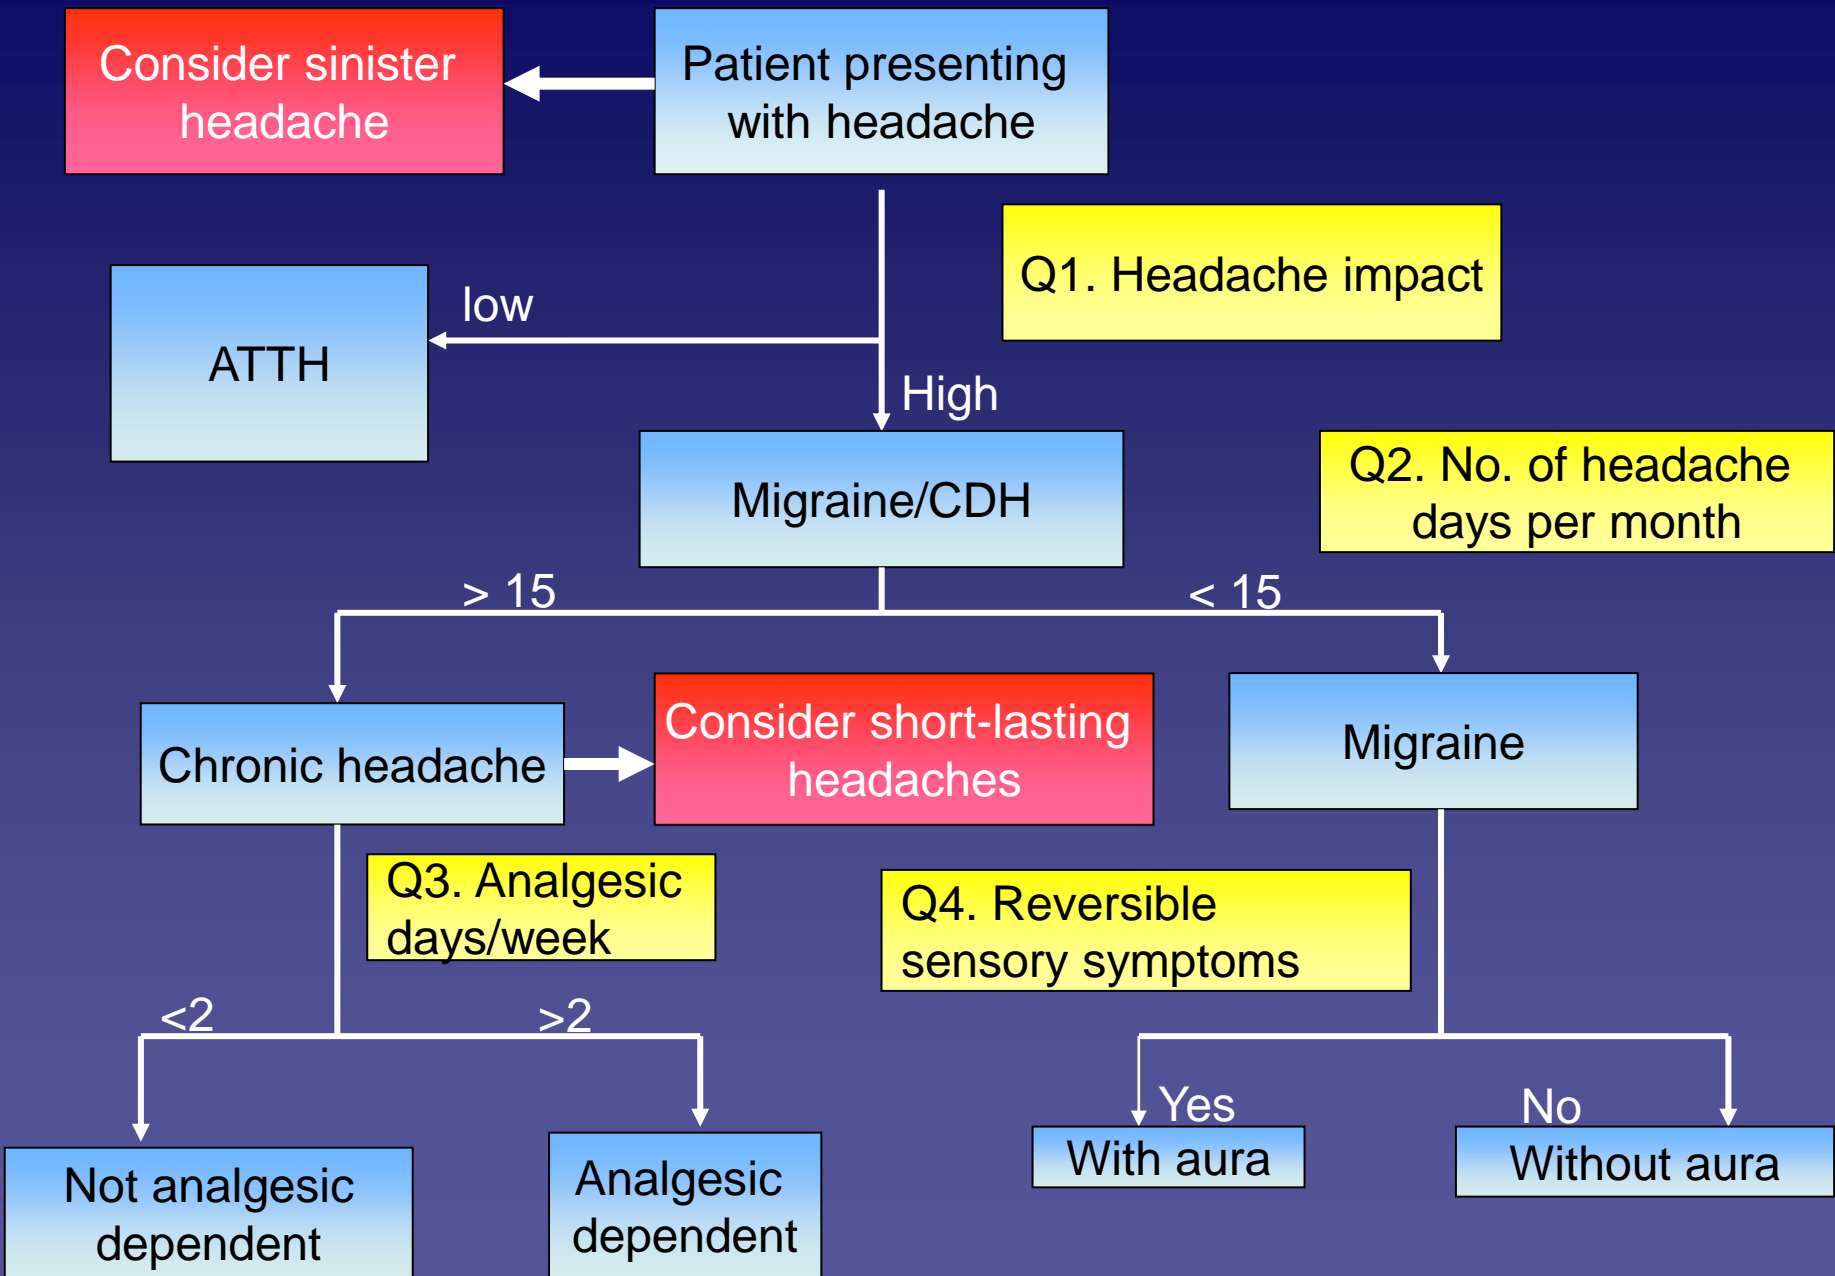 Consider sinister
headache
Patient presenting
with headache
Q1. Headache impact
low
ATTH
High
Migraine/CDH
Q2. No. of headache
days per month
> 15
< 15
Chronic headache
Consider short-lasting
headaches
Migraine
Q3. Analgesic
days/week
Q4. Reversible
sensory symptoms
<2
>2
Yes
No
Not analgesic
dependent
Analgesic
dependent
With aura
Without aura